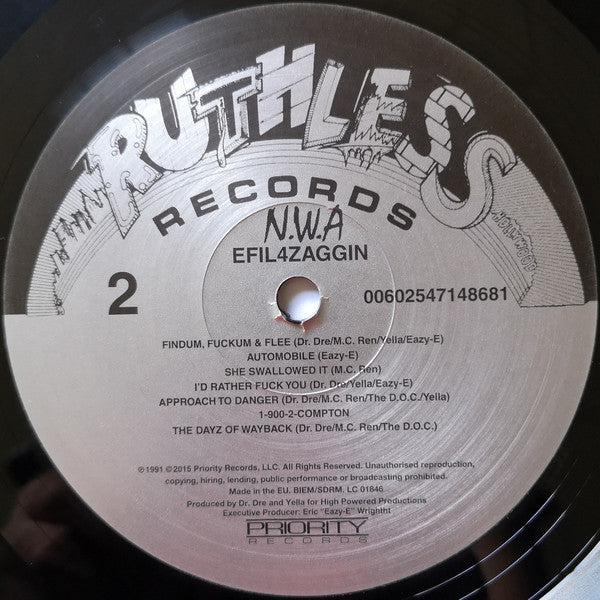 RUTHLESS
HOLLYWOOD
RECORDS
N.W.A
EFIL4ZAGGIN
2
00602547148681
FINDUM, FUCKUM & FLEE (Dr. Dre/M.C. Ren/Yella/Eazy-E)
AUTOMOBILE (Eazy-E)
SHE SWALLOWED IT (M.C. Ren)
I'D RATHER FUCK YOU (Dr. Dre/Yella/Eazy-E)
APPROACH TO DANGER (Dr. Dre/M.C. Ren/The D.O.C./Yella)
1-900-2-COMPTON
THE DAYZ OF WAYBACK (Dr. Dre/M.C. Ren/The D.O.C.)
℗ 1991 © 2015 Priority Records, LLC. All Rights Reserved. Unauthorised reproduction,
copying, hiring, lending, public performance or broadcasting prohibited.
Made in the EU. BIEM/SDRM. LC 01846
Produced by Dr. Dre and Yella for High Powered Productions
Executive Producer: Eric "Eazy-E" Wrightht
PRIORITY
RECORDS